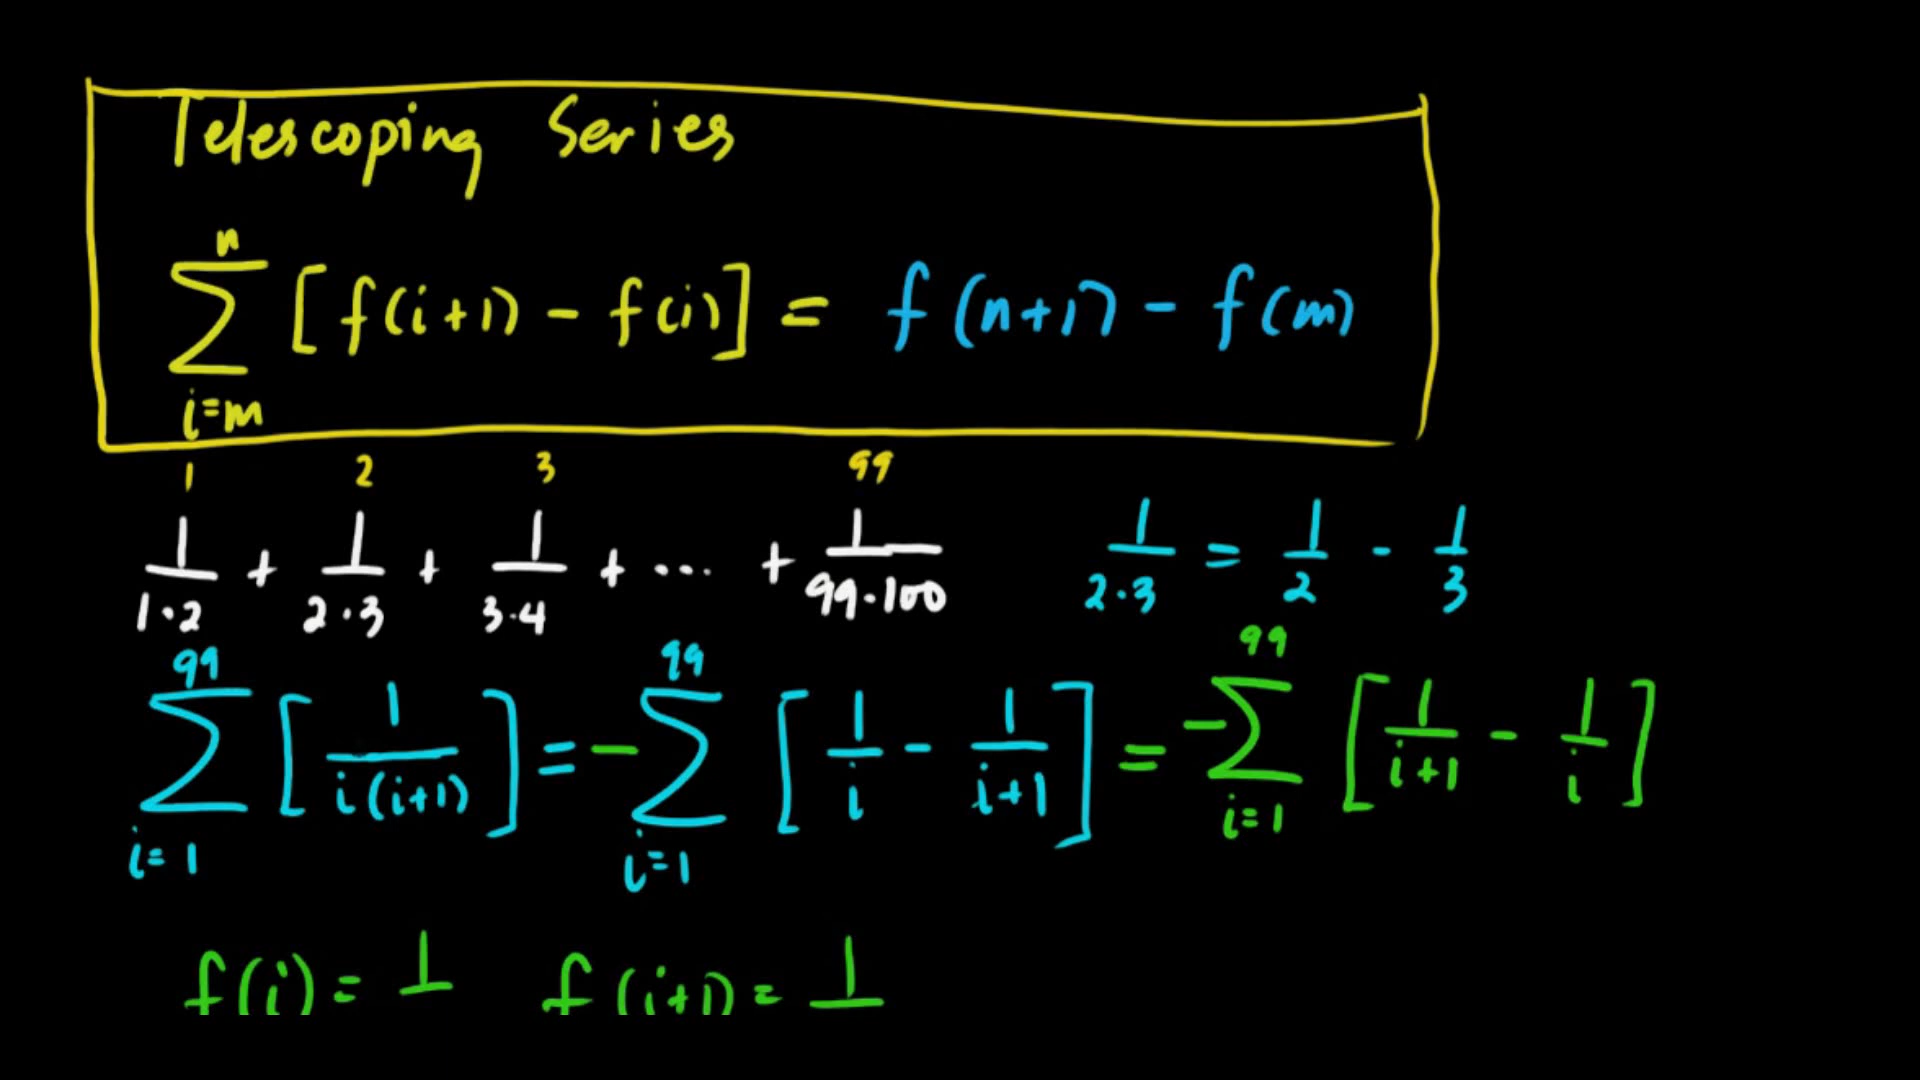 Telescoping Series
n
∑ [f(i+1) - f(i)] = f(n+1) - f(m)
i=m
1 2 3 99
1/(1·2) + 1/(2·3) + 1/(3·4) + ... + 1/(99·100) 1/(2·3) = 1/2 - 1/3
99 99 99
∑ [1/(i(i+1))] = -∑ [1/i - 1/(i+1)] = -∑ [1/(i+1) - 1/i]
i=1 i=1 i=1
f(i) = 1 f(i+1) = 1